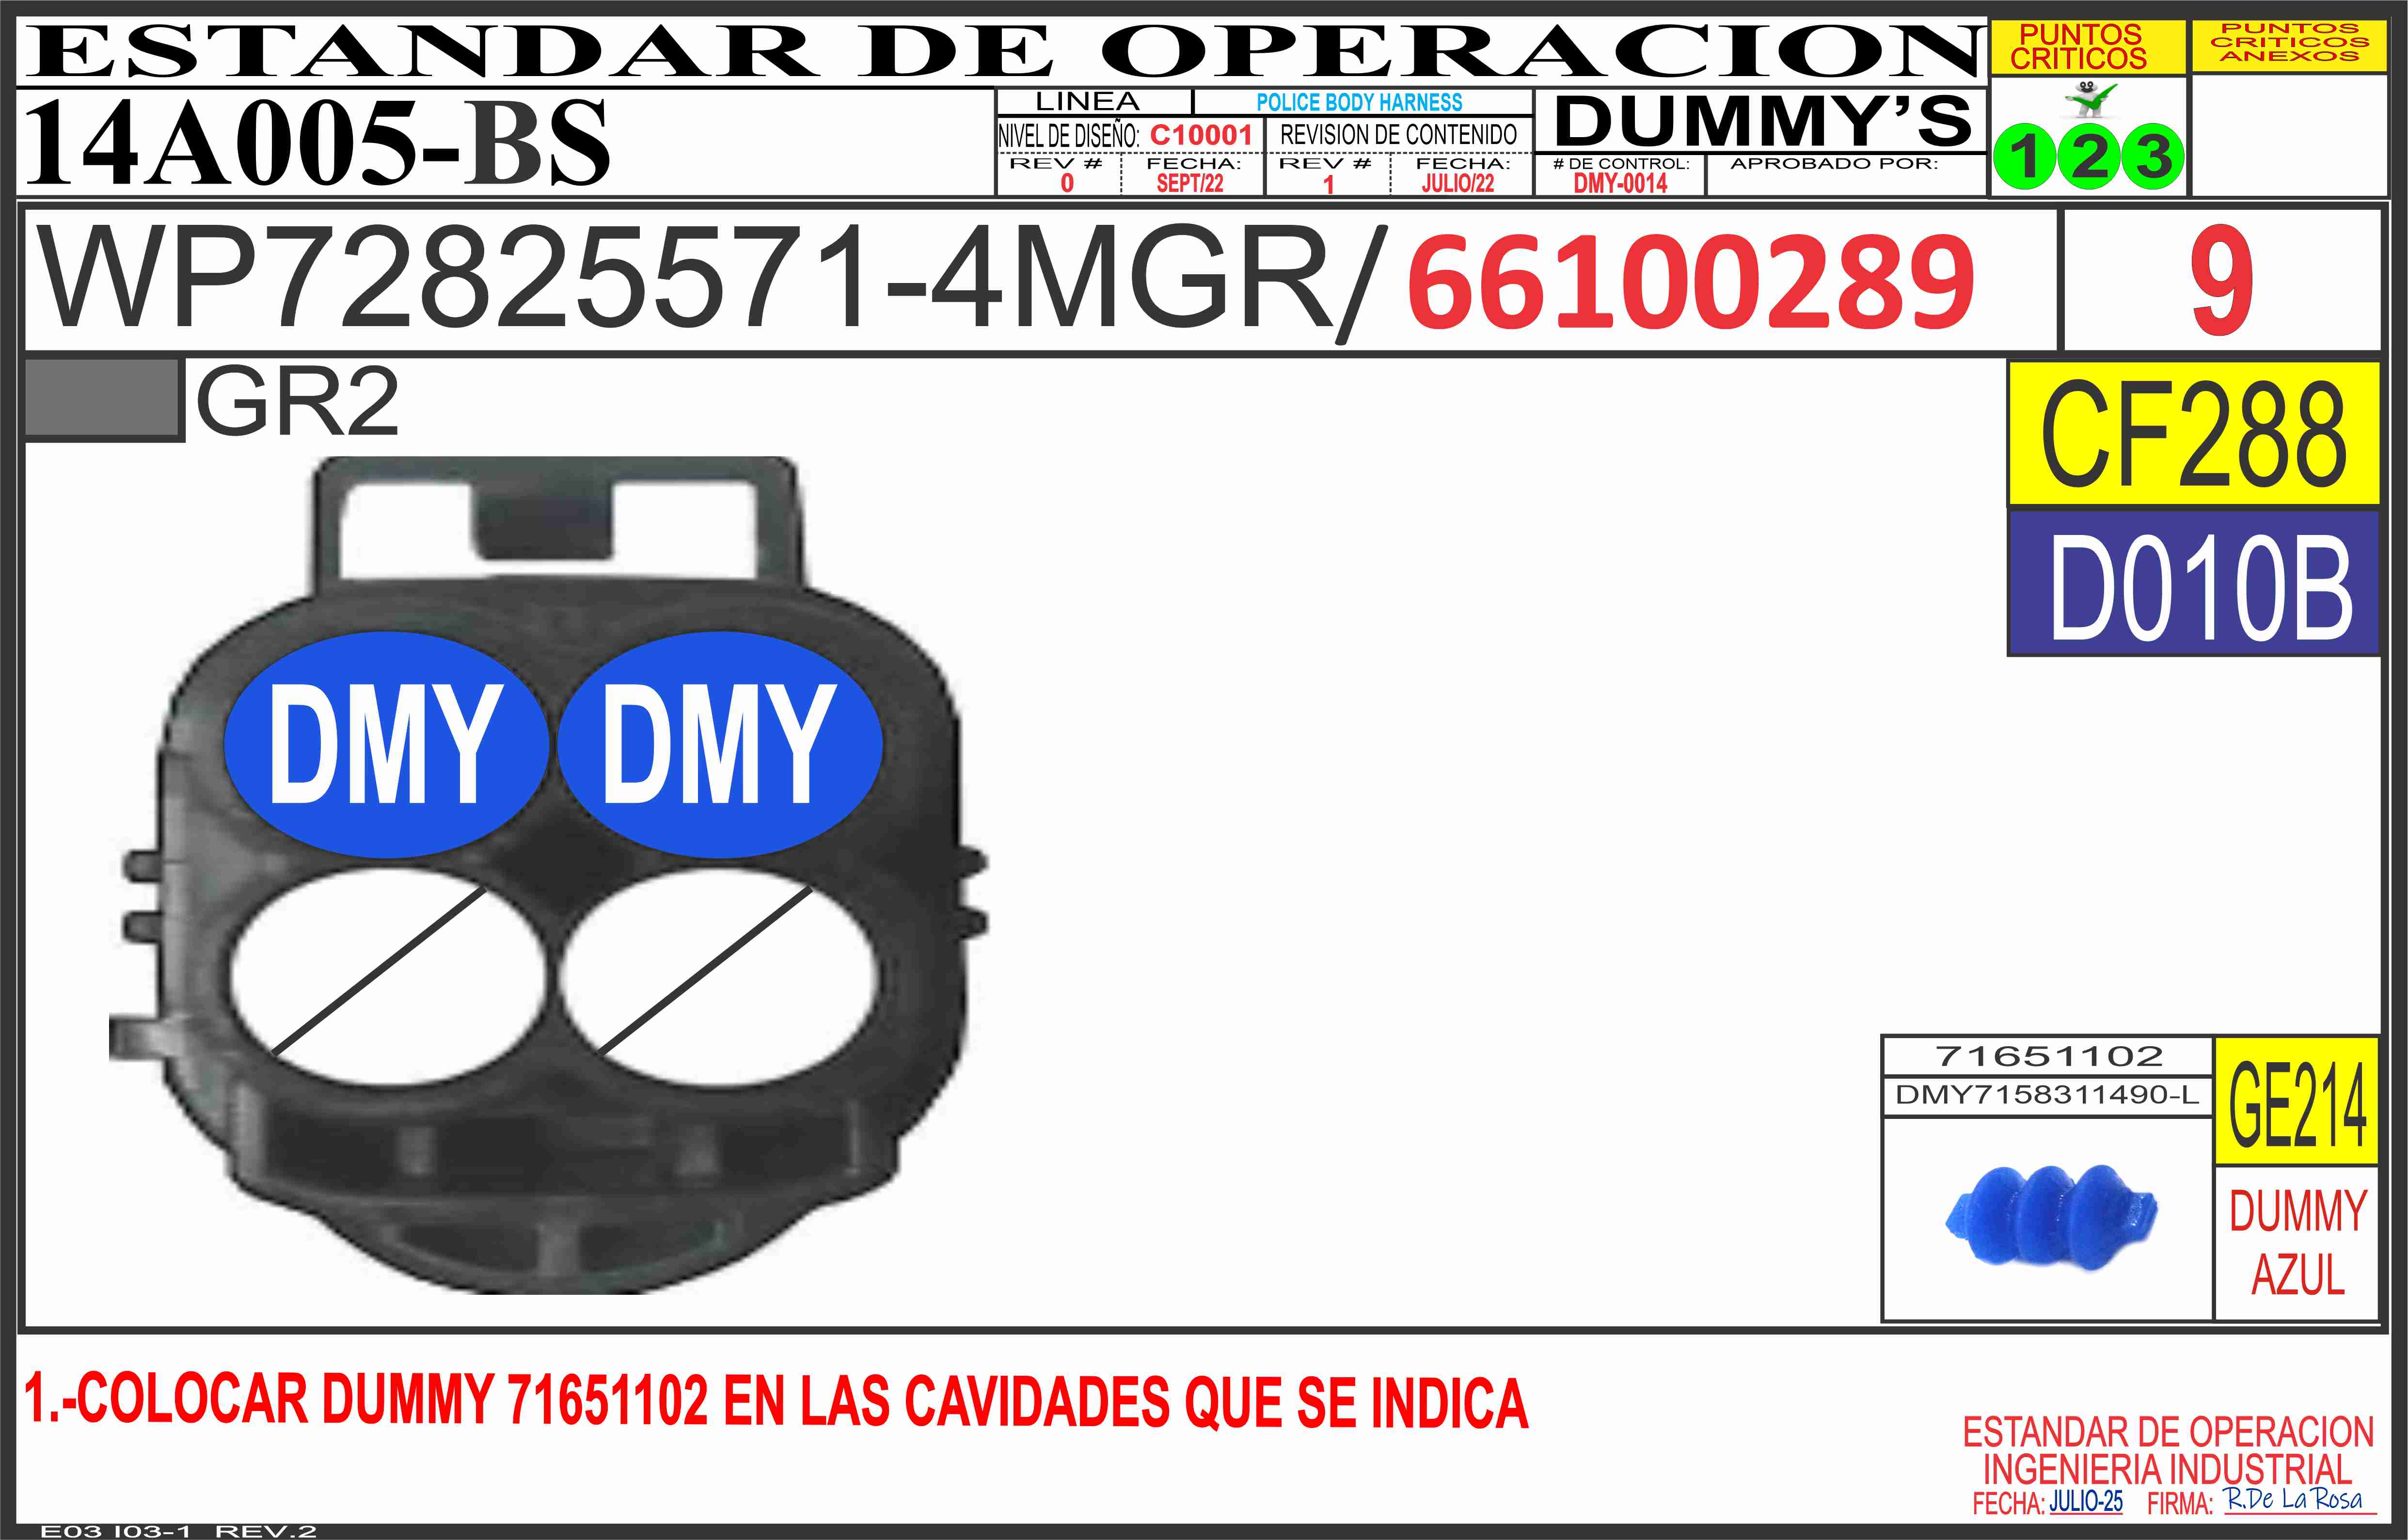 ESTANDAR DE OPERACION
PUNTOS
CRITICOS
PUNTOS
CRITICOS
ANEXOS
14A005-BS
LINEA
POLICE BODY HARNESS
NIVEL DE DISEÑO: C10001
REVISION DE CONTENIDO
REV #
0
FECHA:
SEPT/22
REV #
1
FECHA:
JULIO/22
DUMMY'S
# DE CONTROL:
DMY-0014
APROBADO POR:
1 2 3
WP72825571-4MGR/66100289
9
GR2
CF288
D010B
DMY DMY
71651102
DMY7158311490-L
GE214
DUMMY
AZUL
1.-COLOCAR DUMMY 71651102 EN LAS CAVIDADES QUE SE INDICA
ESTANDAR DE OPERACION
INGENIERIA INDUSTRIAL
FECHA: JULIO-25 FIRMA: R.De La Rosa
E03 I03-1 REV.2